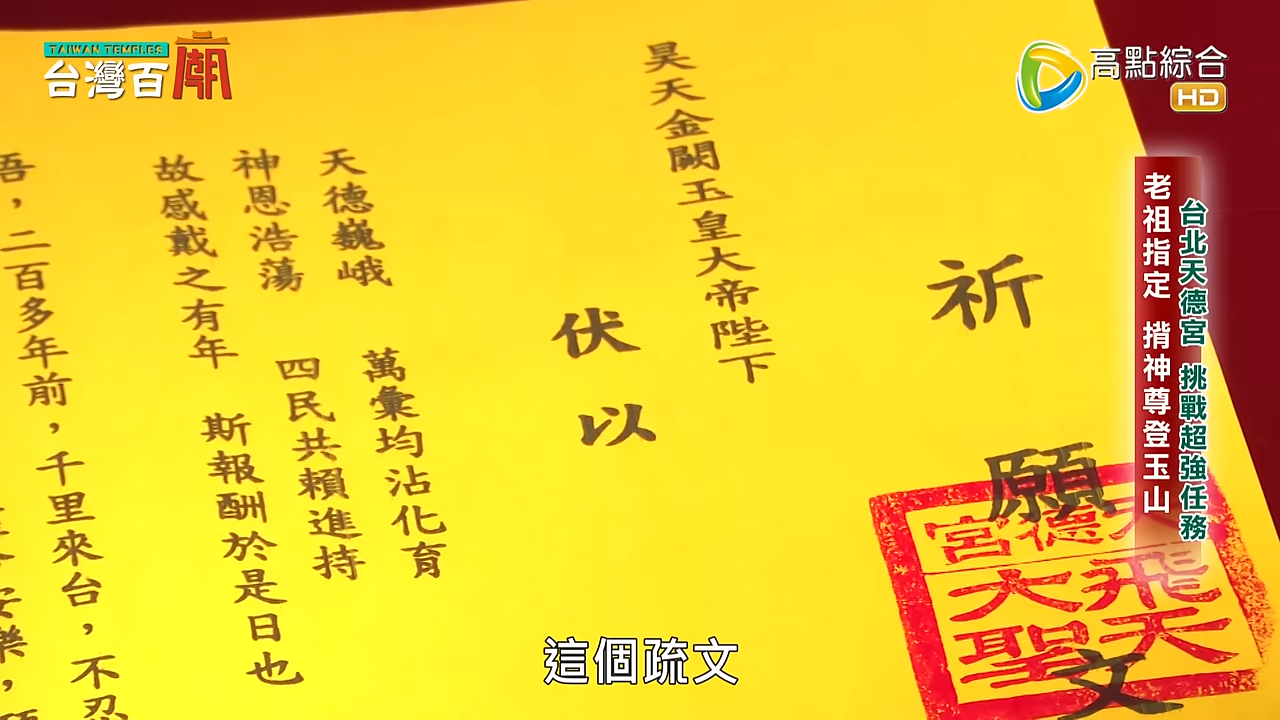 TAIWAN TEMPLES
台灣百廟
高點綜合
HD
台北天德宮 挑戰超強任務
老祖指定 揹神尊登玉山
祈願文
天德宮
飛天大聖
昊天金闕玉皇大帝陛下
伏以
天德巍峨 萬彙均沾化育
神恩浩蕩 四民共賴進持
故感戴之有年 斯報酬於是日也
吾，二百多年前，千里來台，不忍
安樂，
這個疏文